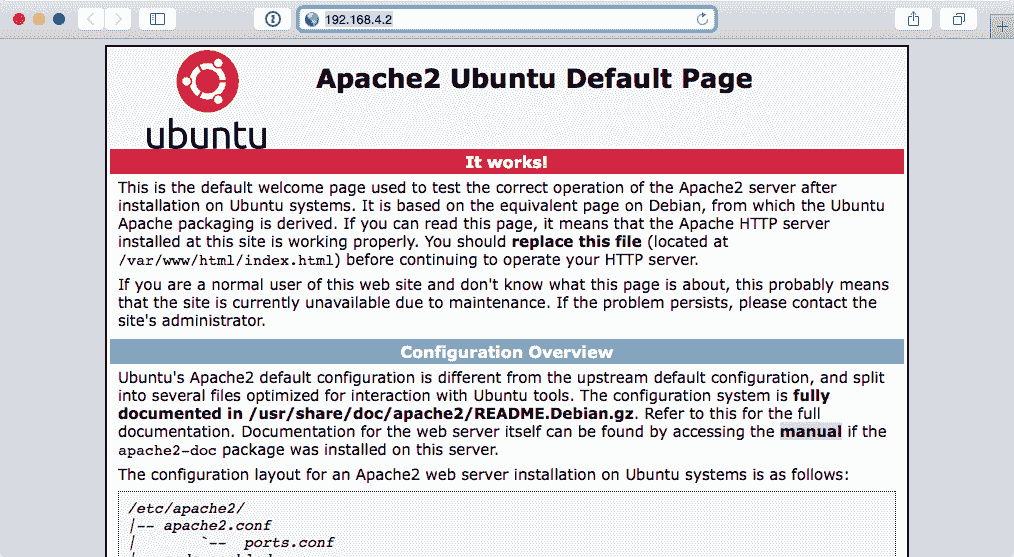 192.168.4.2
Apache2 Ubuntu Default Page
ubuntu
It works!
This is the default welcome page used to test the correct operation of the Apache2 server after
installation on Ubuntu systems. It is based on the equivalent page on Debian, from which the Ubuntu
Apache packaging is derived. If you can read this page, it means that the Apache HTTP server
installed at this site is working properly. You should replace this file (located at
/var/www/html/index.html) before continuing to operate your HTTP server.
If you are a normal user of this web site and don't know what this page is about, this probably means
that the site is currently unavailable due to maintenance. If the problem persists, please contact the
site's administrator.
Configuration Overview
Ubuntu's Apache2 default configuration is different from the upstream default configuration, and split
into several files optimized for interaction with Ubuntu tools. The configuration system is fully
documented in /usr/share/doc/apache2/README.Debian.gz. Refer to this for the full
documentation. Documentation for the web server itself can be found by accessing the manual if the
apache2-doc package was installed on this server.
The configuration layout for an Apache2 web server installation on Ubuntu systems is as follows:
/etc/apache2/
|-- apache2.conf
|       `--  ports.conf